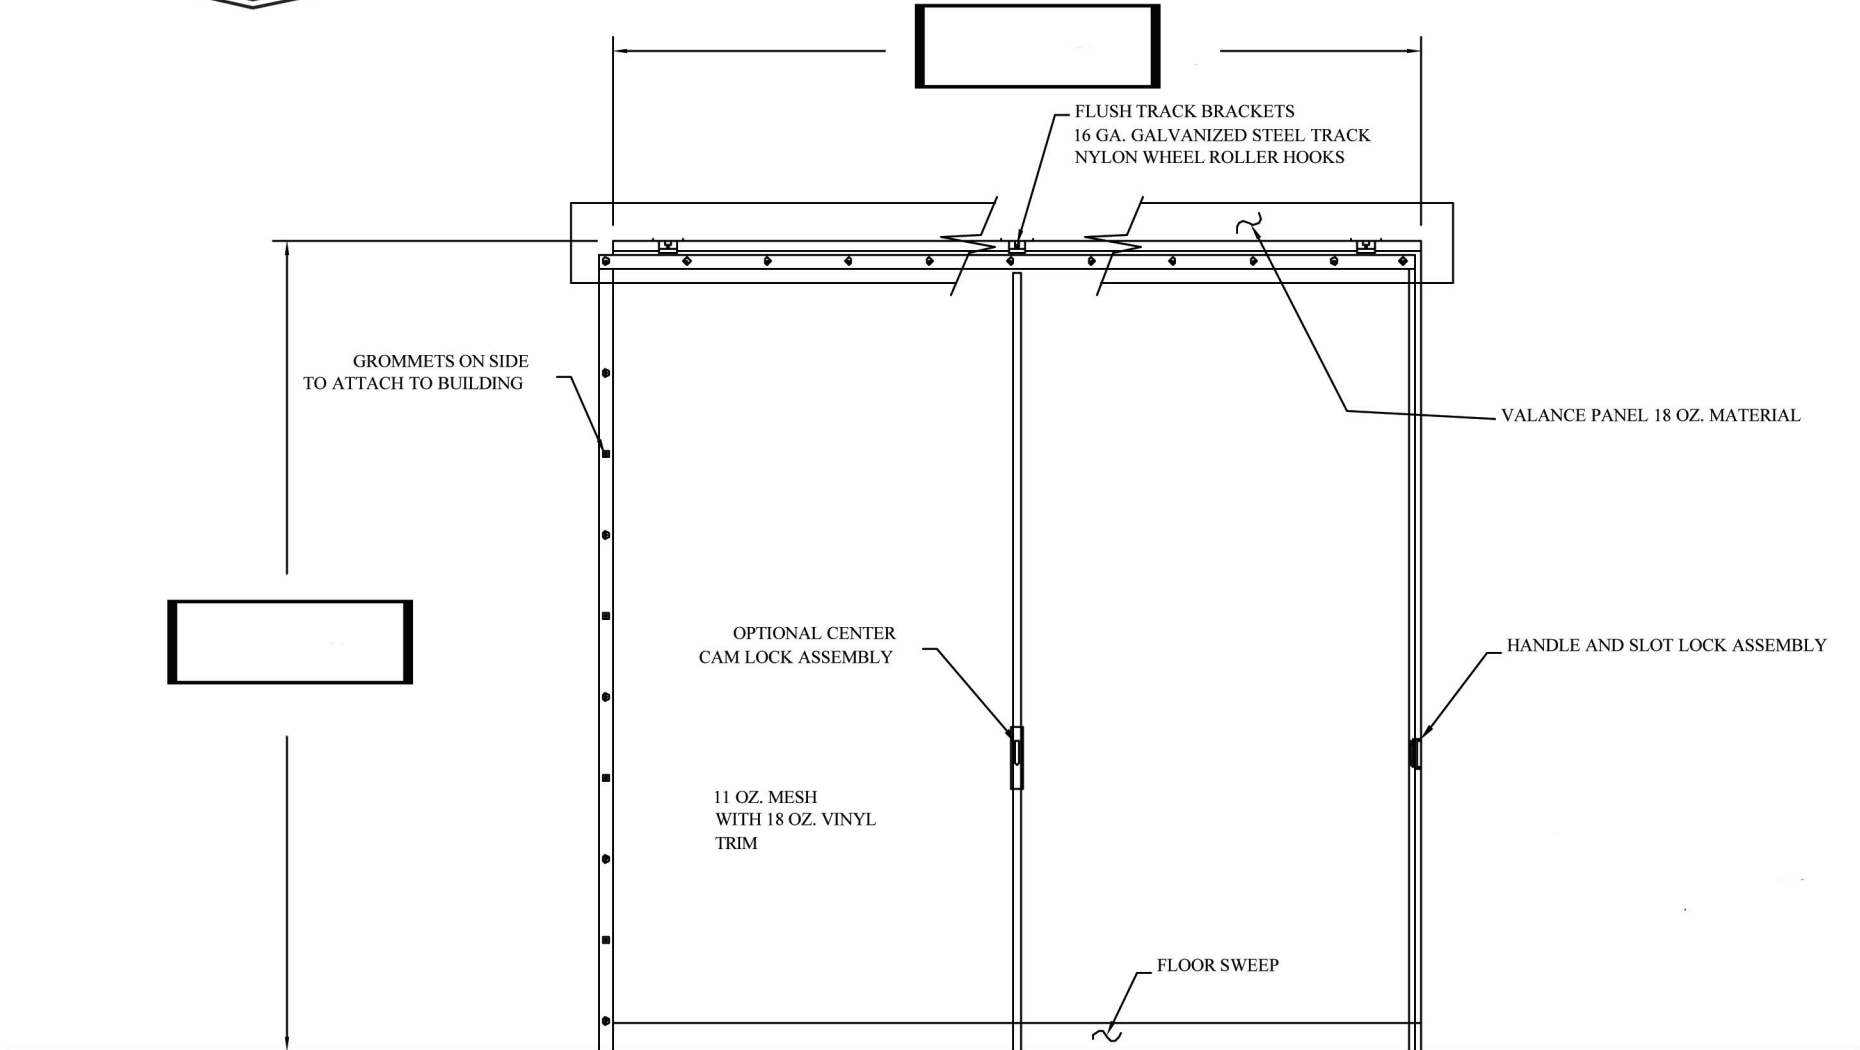 FLUSH TRACK BRACKETS
16 GA. GALVANIZED STEEL TRACK
NYLON WHEEL ROLLER HOOKS
GROMMETS ON SIDE
TO ATTACH TO BUILDING
VALANCE PANEL 18 OZ. MATERIAL
OPTIONAL CENTER
CAM LOCK ASSEMBLY
HANDLE AND SLOT LOCK ASSEMBLY
11 OZ. MESH
WITH 18 OZ. VINYL
TRIM
FLOOR SWEEP